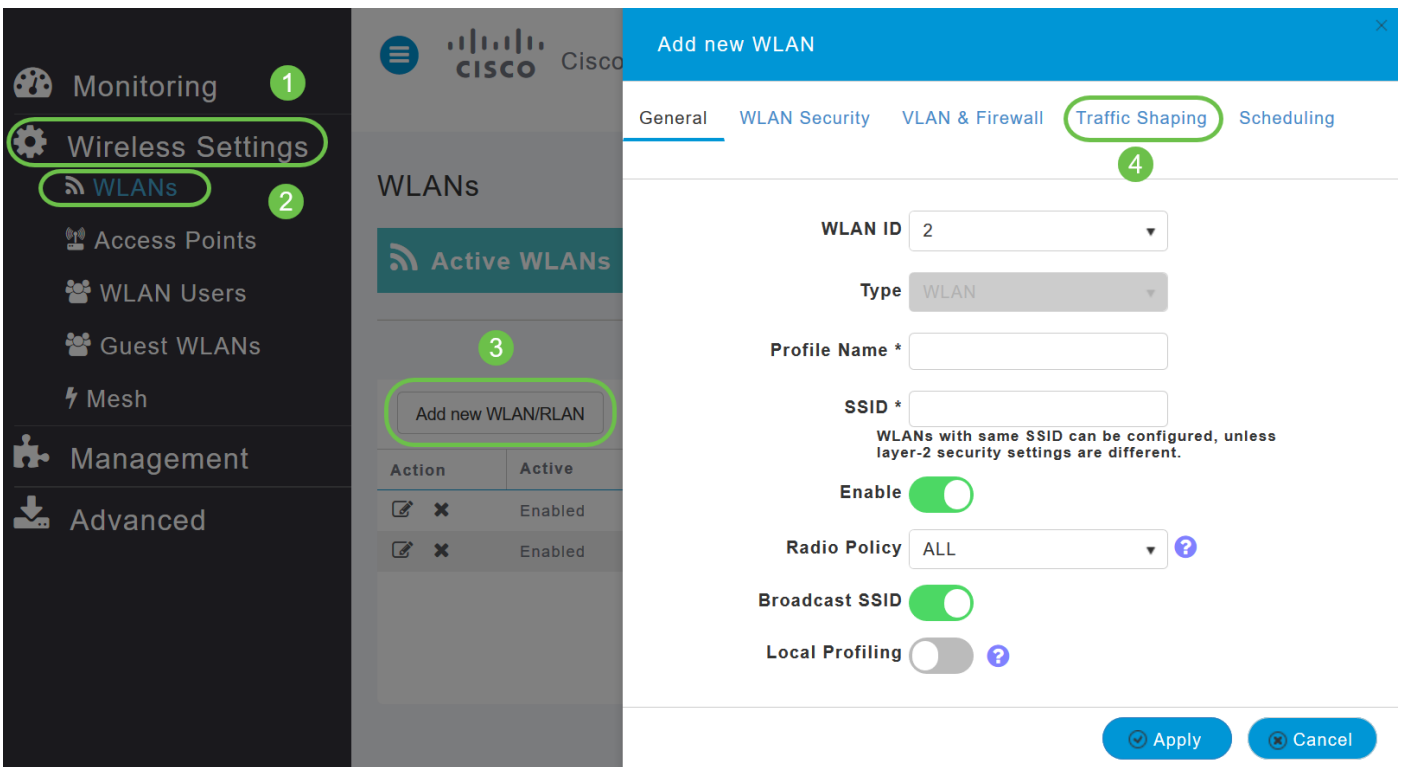 Monitoring
1
Wireless Settings
WLANs
2
Access Points
WLAN Users
Guest WLANs
Mesh
Management
Advanced
CISCO
Cisco
WLANs
Active WLANs
3
Add new WLAN/RLAN
Action Active
Enabled
Enabled
Add new WLAN
General WLAN Security VLAN & Firewall Traffic Shaping Scheduling
4
WLAN ID 2
Type WLAN
Profile Name *
SSID *
WLANs with same SSID can be configured, unless
layer-2 security settings are different.
Enable
Radio Policy ALL ?
Broadcast SSID
Local Profiling ?
Apply Cancel